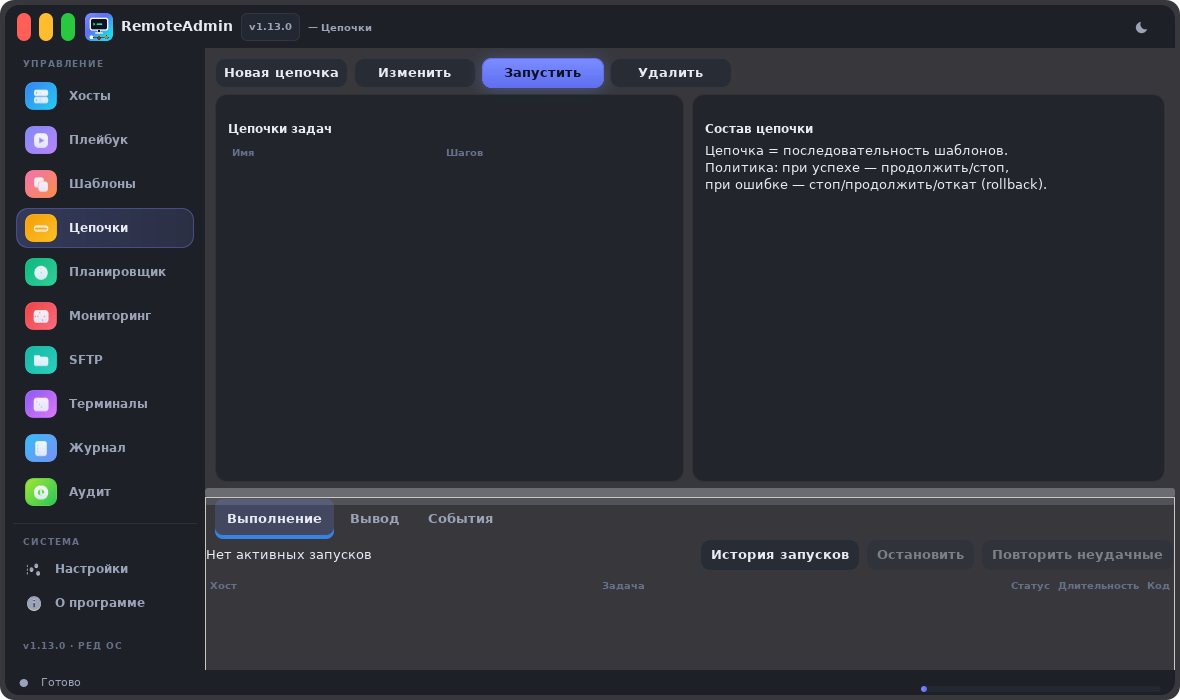 RemoteAdmin v1.13.0 — Цепочки
УПРАВЛЕНИЕ
Хосты
Плейбук
Шаблоны
Цепочки
Планировщик
Мониторинг
SFTP
Терминалы
Журнал
Аудит
СИСТЕМА
Настройки
О программе
v1.13.0 · РЕД ОС
Готово
Новая цепочка Изменить Запустить Удалить
Цепочки задач
Имя Шагов
Состав цепочки
Цепочка = последовательность шаблонов.
Политика: при успехе — продолжить/стоп,
при ошибке — стоп/продолжить/откат (rollback).
Выполнение Вывод События
Нет активных запусков История запусков Остановить Повторить неудачные
Хост Задача Статус Длительность Код